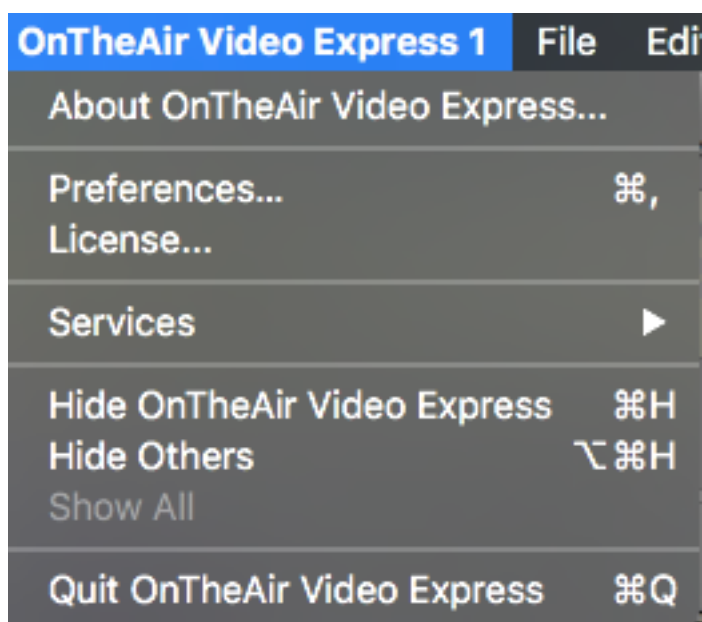 OnTheAir Video Express 1 File Edi
About OnTheAir Video Express...
Preferences... ⌘,
License...
Services ▶
Hide OnTheAir Video Express ⌘H
Hide Others ⌥⌘H
Show All
Quit OnTheAir Video Express ⌘Q